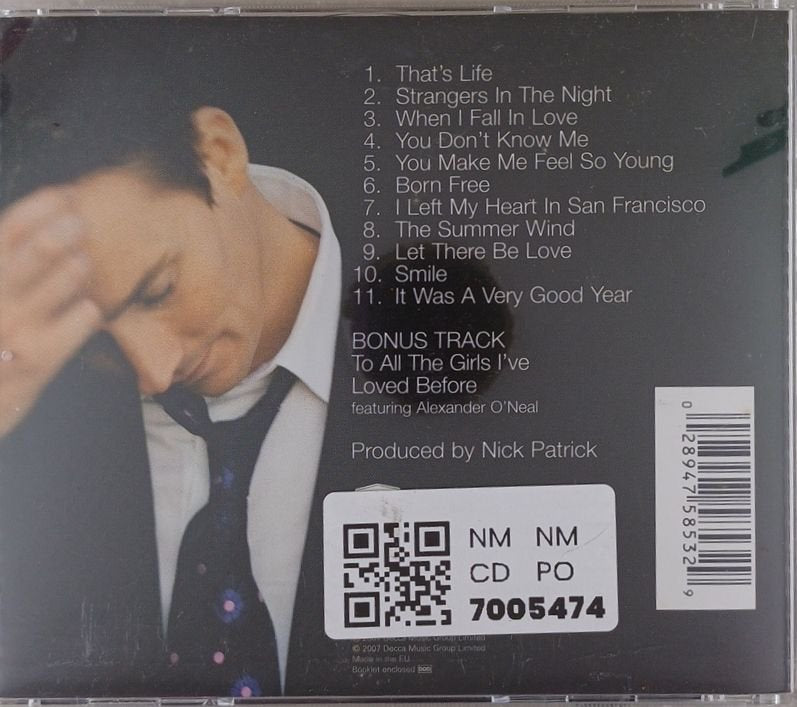 1. That's Life
2. Strangers In The Night
3. When I Fall In Love
4. You Don't Know Me
5. You Make Me Feel So Young
6. Born Free
7. I Left My Heart In San Francisco
8. The Summer Wind
9. Let There Be Love
10. Smile
11. It Was A Very Good Year
BONUS TRACK
To All The Girls I've
Loved Before
featuring Alexander O'Neal
Produced by Nick Patrick
0 28947 58532 9
NM NM
CD PO
7005474
Decca Music Group Limited
© 2007 Decca Music Group Limited
Made in the EU
Booklet enclosed